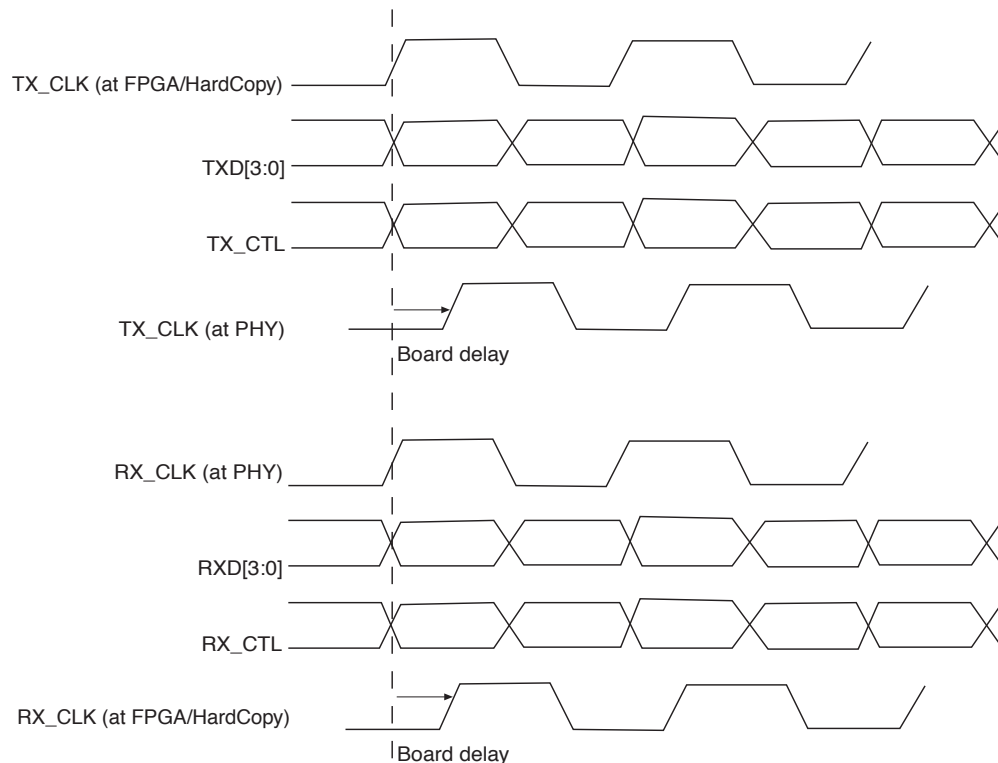 TX_CLK (at FPGA/HardCopy)
TXD[3:0]
TX_CTL
TX_CLK (at PHY)
Board delay
RX_CLK (at PHY)
RXD[3:0]
RX_CTL
RX_CLK (at FPGA/HardCopy)
Board delay